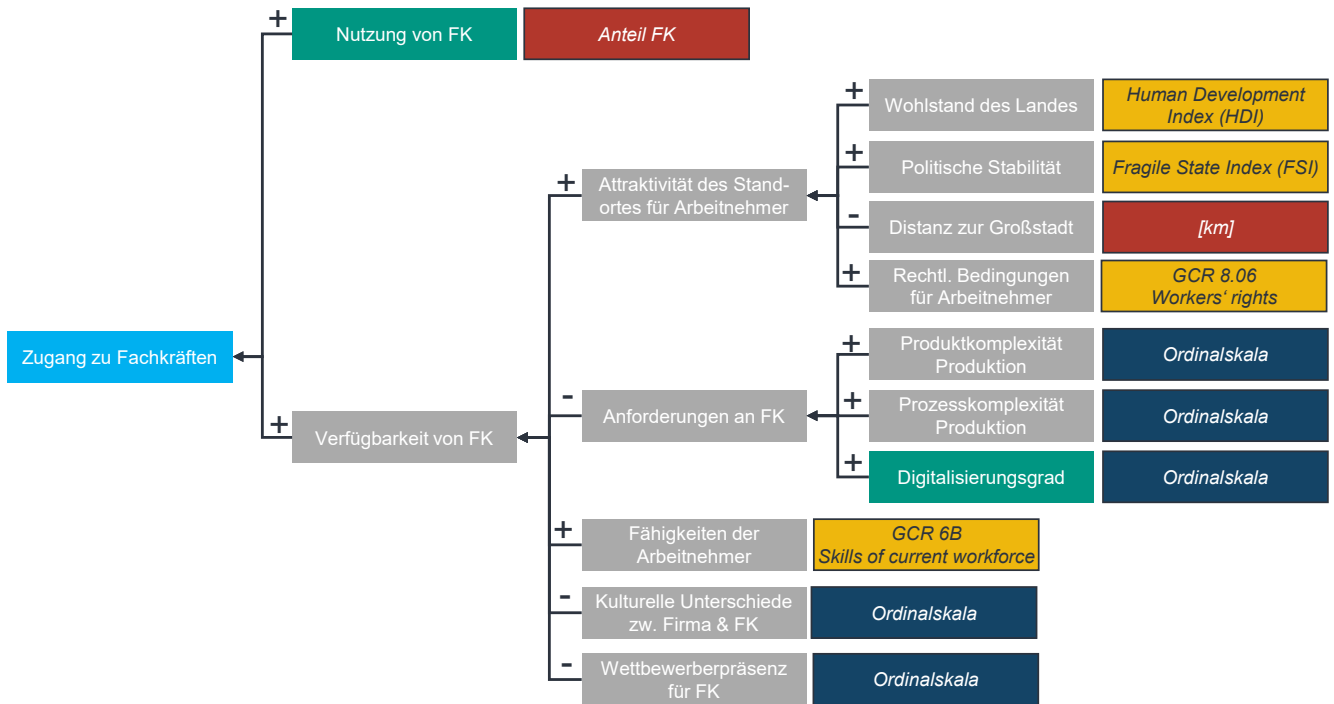 +
Nutzung von FK
Anteil FK
+
Wohlstand des Landes
Human Development
Index (HDI)
+
Politische Stabilität
Fragile State Index (FSI)
+
Attraktivität des Stand-
ortes für Arbeitnehmer
-
Distanz zur Großstadt
[km]
+
Rechtl. Bedingungen
für Arbeitnehmer
GCR 8.06
Workers‘ rights
Zugang zu Fachkräften
+
Produktkomplexität
Produktion
Ordinalskala
-
Anforderungen an FK
+
Prozesskomplexität
Produktion
Ordinalskala
+
Verfügbarkeit von FK
+
Digitalisierungsgrad
Ordinalskala
+
Fähigkeiten der
Arbeitnehmer
GCR 6B
Skills of current workforce
-
Kulturelle Unterschiede
zw. Firma & FK
Ordinalskala
-
Wettbewerberpräsenz
für FK
Ordinalskala